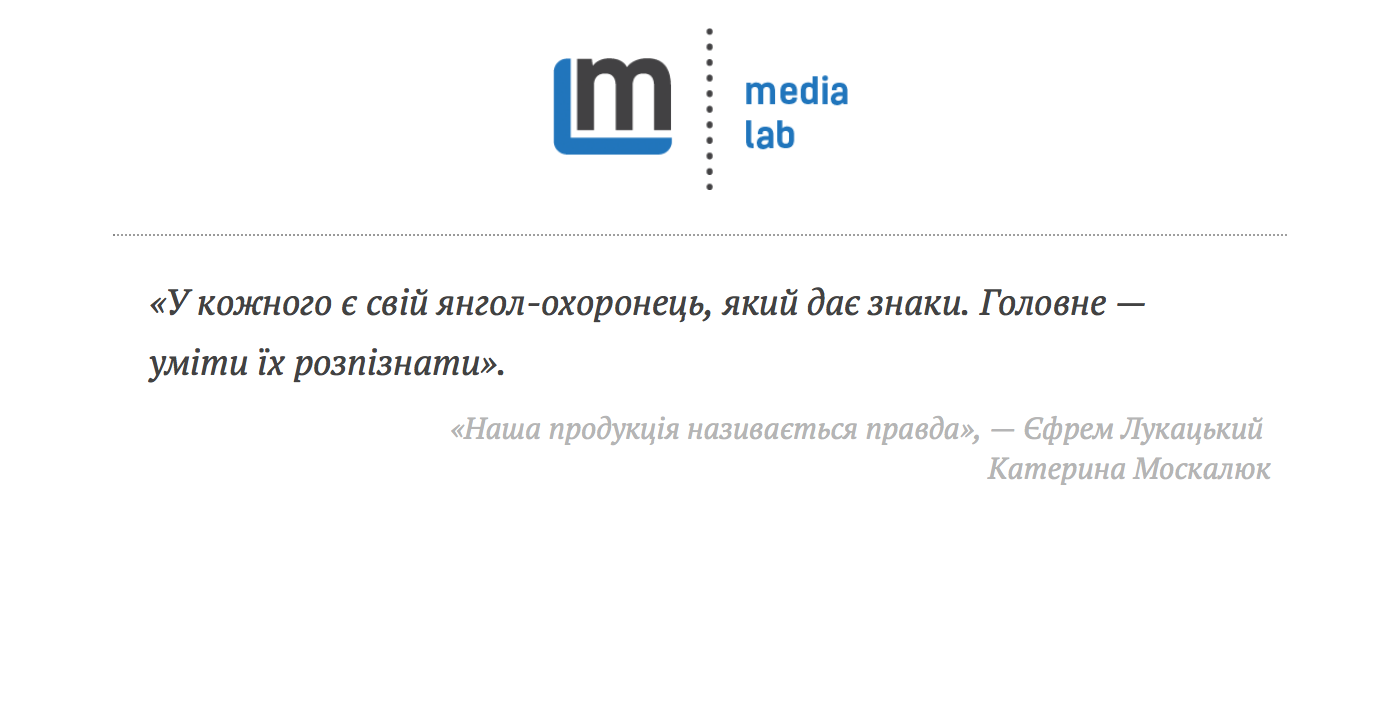 m
media
lab
«У кожного є свій янгол-охоронець, який дає знаки. Головне —
уміти їх розпізнати».
«Наша продукція називається правда», — Єфрем Лукацький
Катерина Москалюк